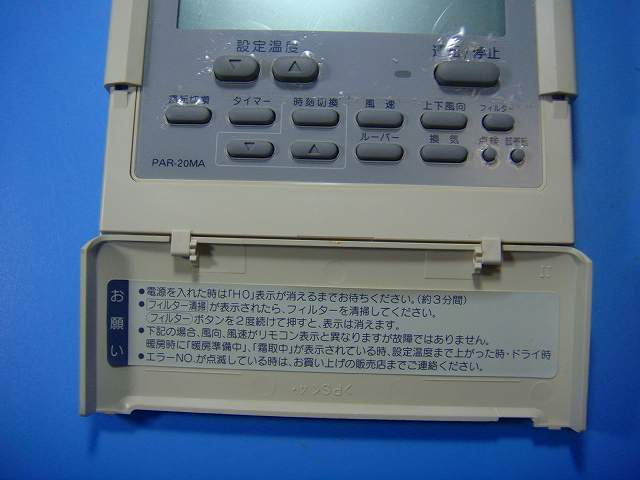 設定温度
運転/停止
運転切換
タイマー
時刻切換
風速
上下風向
フィルター
ルーバー
換気
点検
試運転
PAR-20MA
お願い
●電源を入れた時は「HO」表示が消えるまでお待ちください。(約3分間)
●フィルター清掃が表示されたら、フィルターを清掃してください。
(フィルター)ボタンを2度続けて押すと、表示は消えます。
●下記の場合、風向、風速がリモコン表示と異なりますが故障ではありません。
暖房時に「暖房準備中」、「霜取中」が表示されている時、設定温度まで上がった時・ドライ時
●エラーNO.が点滅している時は、お買い上げの販売店までご連絡ください。
>PS<